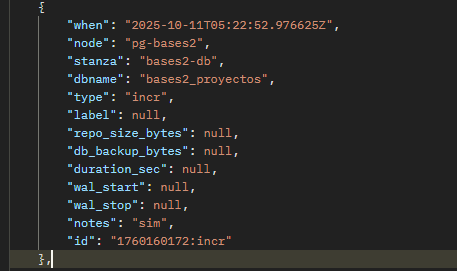 {
"when": "2025-10-11T05:22:52.976625Z",
"node": "pg-bases2",
"stanza": "bases2-db",
"dbname": "bases2_proyectos",
"type": "incr",
"label": null,
"repo_size_bytes": null,
"db_backup_bytes": null,
"duration_sec": null,
"wal_start": null,
"wal_stop": null,
"notes": "sim",
"id": "1760160172:incr"
},